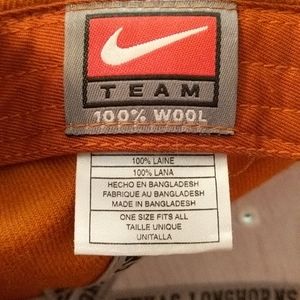 TEAM
100% WOOL
100% LAINE
100% LANA
HECHO EN BANGLADESH
FABRIQUÉ AU BANGLADESH
MADE IN BANGLADESH
ONE SIZE FITS ALL
TAILLE UNIQUE
UNITALLA